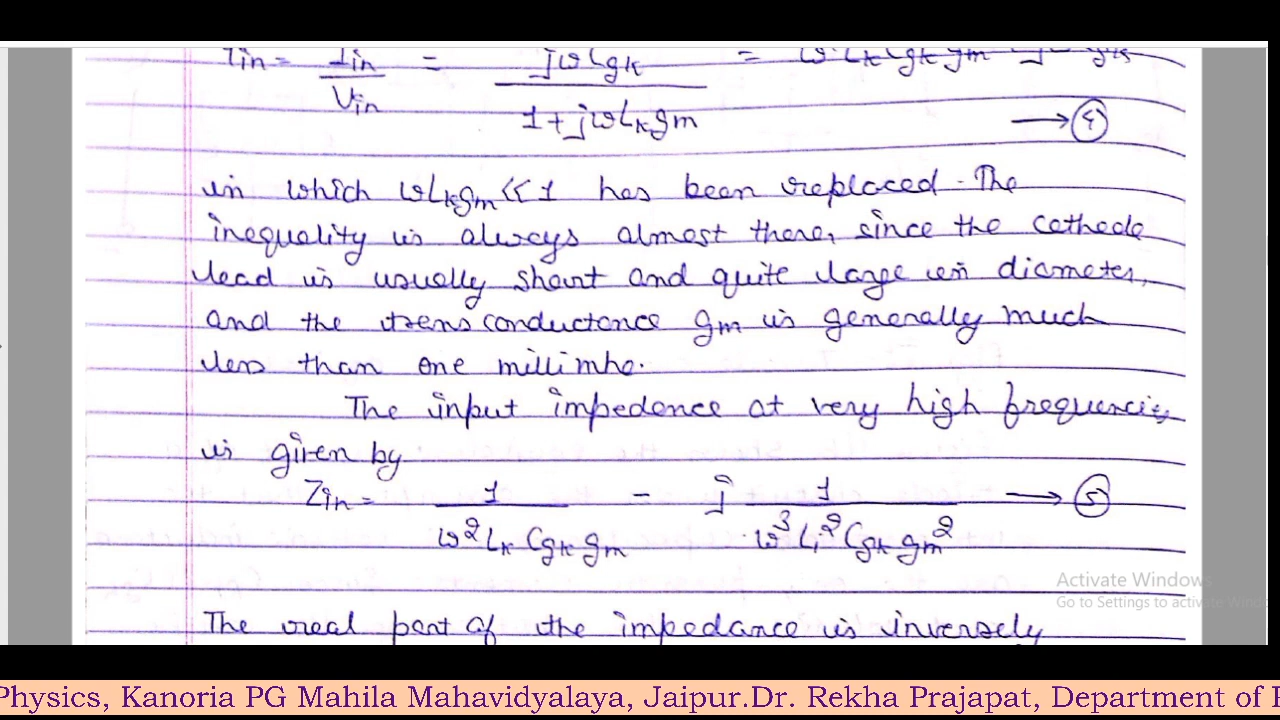 Yin = Iin / Vin = jωCgk / 1 + jωLkgm = ω²LkCgkgm jωCgk
→ (4)
in which ωLkgm << 1 has been replaced. The
inequality is always almost there, since the cathode
lead is usually short and quite large in diameter,
and the transconductance gm is generally much
less than one millimho.
The input impedence at very high frequencies
is given by
Zin = 1 / ω²LkCgkgm - j 1 / ω³Lk²Cgkgm² → (5)
The real part of the impedance is inversely
Activate Windows
Go to Settings to activate Windows
Physics, Kanoria PG Mahila Mahavidyalaya, Jaipur.Dr. Rekha Prajapat, Department of